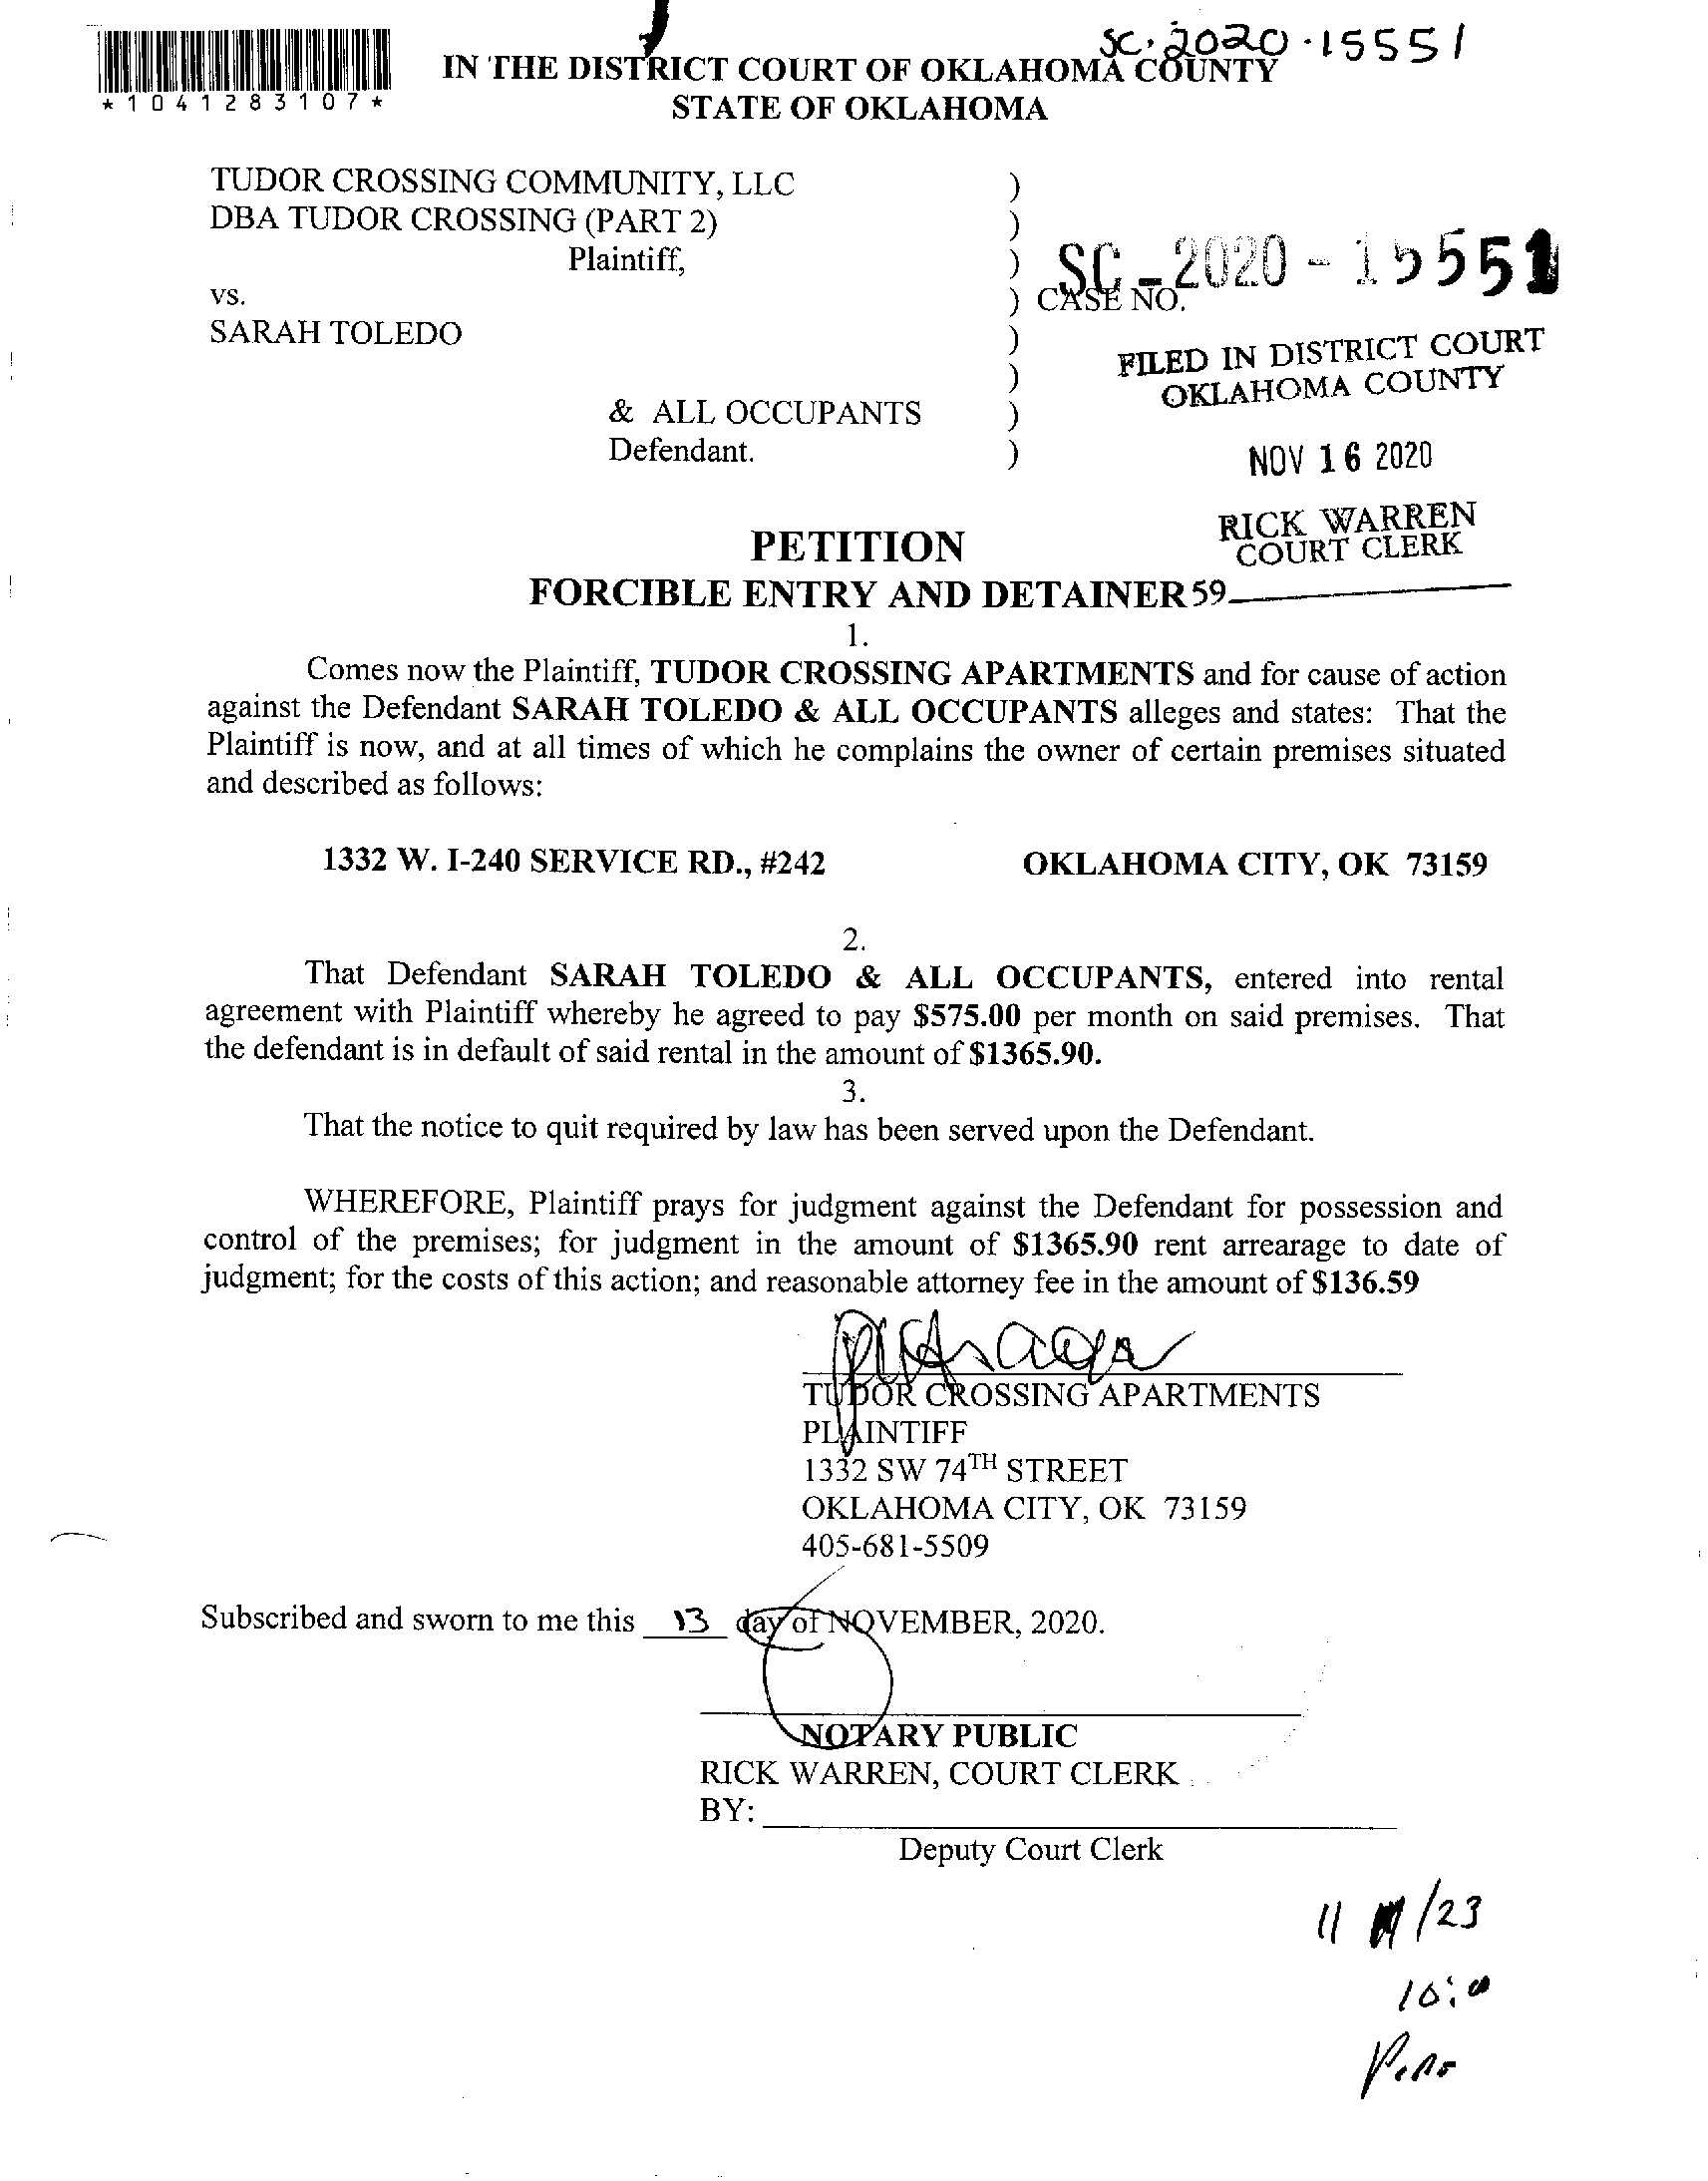 SC·2020·15551
*1041283107*
IN THE DISTRICT COURT OF OKLAHOMA COUNTY
STATE OF OKLAHOMA
TUDOR CROSSING COMMUNITY, LLC )
DBA TUDOR CROSSING (PART 2) )
Plaintiff, )
SC-2020-15551
vs. ) CASE NO.
SARAH TOLEDO )
FILED IN DISTRICT COURT
)
OKLAHOMA COUNTY
& ALL OCCUPANTS )
Defendant. )
NOV 16 2020
RICK WARREN
COURT CLERK
PETITION
FORCIBLE ENTRY AND DETAINER 59
1.
Comes now the Plaintiff, TUDOR CROSSING APARTMENTS and for cause of action
against the Defendant SARAH TOLEDO & ALL OCCUPANTS alleges and states: That the
Plaintiff is now, and at all times of which he complains the owner of certain premises situated
and described as follows:
1332 W. I-240 SERVICE RD., #242 OKLAHOMA CITY, OK 73159
2.
That Defendant SARAH TOLEDO & ALL OCCUPANTS, entered into rental
agreement with Plaintiff whereby he agreed to pay $575.00 per month on said premises. That
the defendant is in default of said rental in the amount of $1365.90.
3.
That the notice to quit required by law has been served upon the Defendant.
WHEREFORE, Plaintiff prays for judgment against the Defendant for possession and
control of the premises; for judgment in the amount of $1365.90 rent arrearage to date of
judgment; for the costs of this action; and reasonable attorney fee in the amount of $136.59
TUDOR CROSSING APARTMENTS
PLAINTIFF
1332 SW 74TH STREET
OKLAHOMA CITY, OK 73159
405-681-5509
Subscribed and sworn to me this 13 day of NOVEMBER, 2020.
NOTARY PUBLIC
RICK WARREN, COURT CLERK
BY:
Deputy Court Clerk
11 /23